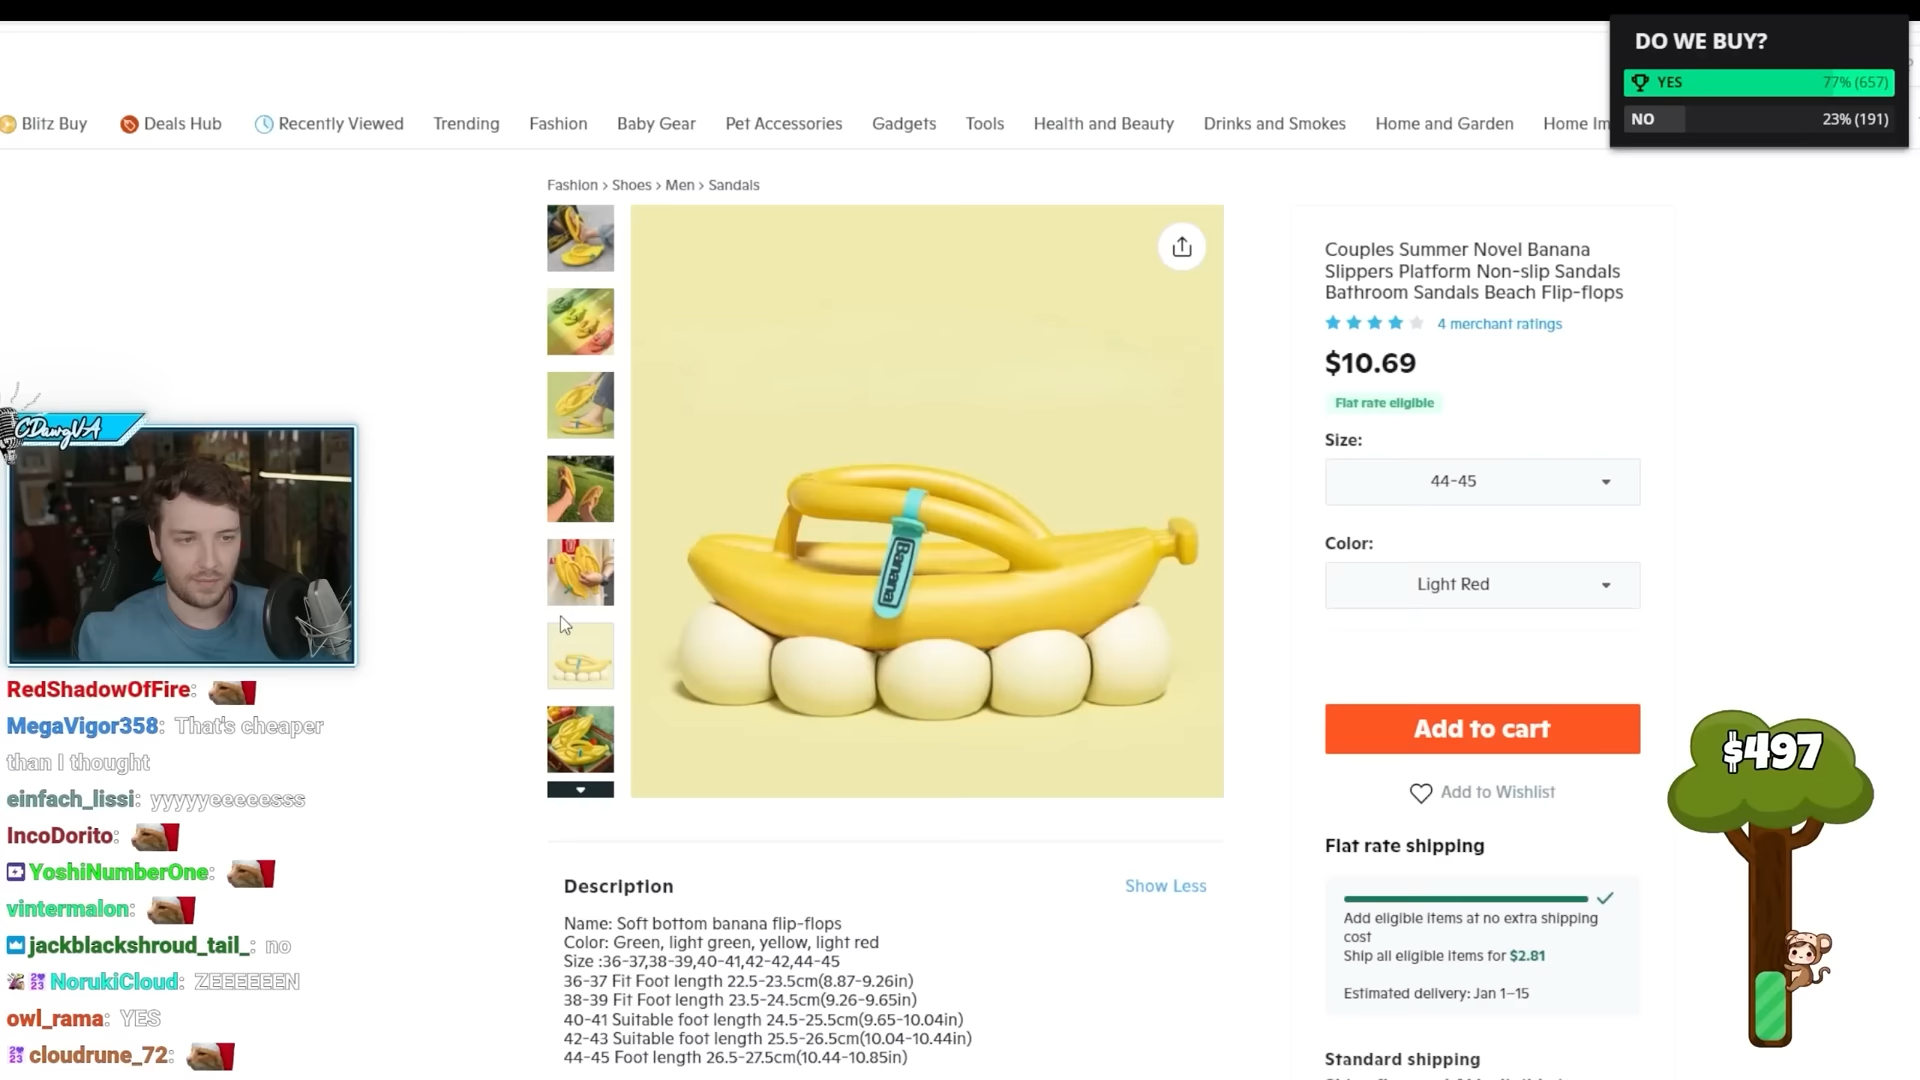 DO WE BUY?
YES 77% (657)
NO 23% (191)
Blitz Buy Deals Hub Recently Viewed Trending Fashion Baby Gear Pet Accessories Gadgets Tools Health and Beauty Drinks and Smokes Home and Garden Home Im
Fashion > Shoes > Men > Sandals
Couples Summer Novel Banana
Slippers Platform Non-slip Sandals
Bathroom Sandals Beach Flip-flops
4 merchant ratings
$10.69
Flat rate eligible
Size:
44-45
Color:
Light Red
Add to cart
Add to Wishlist
Flat rate shipping
Add eligible items at no extra shipping
cost
Ship all eligible items for $2.81
Estimated delivery: Jan 1-15
Standard shipping
Banana
Description
Show Less
Name: Soft bottom banana flip-flops
Color: Green, light green, yellow, light red
Size :36-37,38-39,40-41,42-42,44-45
36-37 Fit Foot length 22.5-23.5cm(8.87-9.26in)
38-39 Fit Foot length 23.5-24.5cm(9.26-9.65in)
40-41 Suitable foot length 24.5-25.5cm(9.65-10.04in)
42-43 Suitable foot length 25.5-26.5cm(10.04-10.44in)
44-45 Foot length 26.5-27.5cm(10.44-10.85in)
CDawgVA
RedShadowOfFire:
MegaVigor358: That's cheaper
than I thought
einfach_lissi: yyyyyeeeeesss
IncoDorito:
YoshiNumberOne:
vintermalon:
jackblackshroud_tail_: no
NorukiCloud: ZEEEEEEN
owl_rama: YES
cloudrune_72:
$497